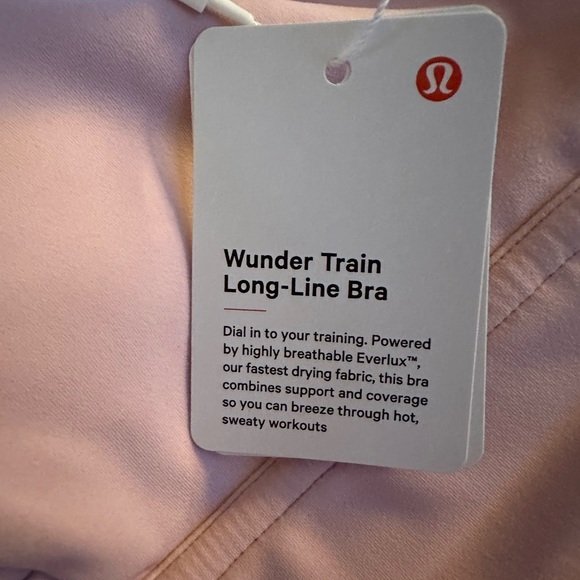 Wunder Train
Long-Line Bra
Dial in to your training. Powered
by highly breathable Everlux™,
our fastest drying fabric, this bra
combines support and coverage
so you can breeze through hot,
sweaty workouts